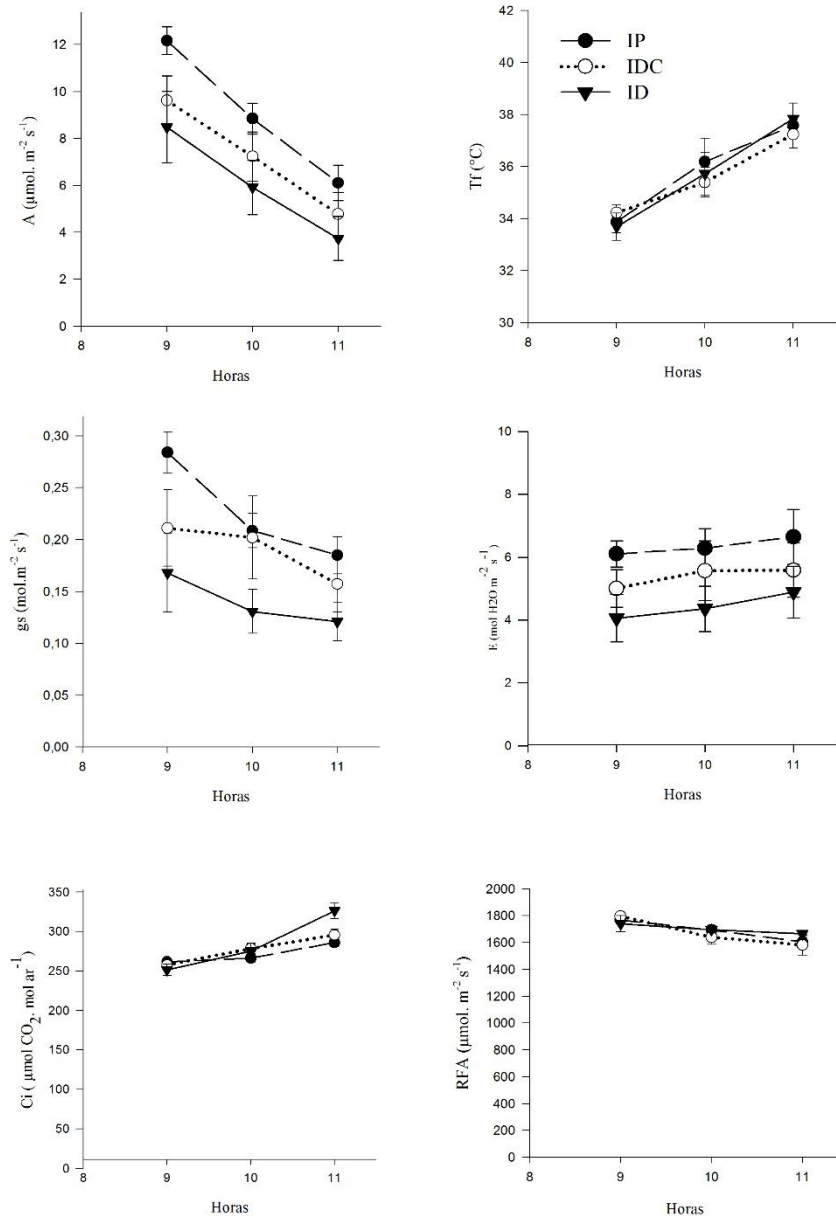 A (µmol. m⁻² s⁻¹)
12
10
8
6
4
2
0
8 9 10 11
Horas
Tf (°C)
42
40
38
36
34
32
30
8 9 10 11
Horas
IP
IDC
ID
gs (mol.m⁻² s⁻¹)
0,30
0,25
0,20
0,15
0,10
0,05
0,00
8 9 10 11
Horas
E (mol H2O m⁻² s⁻¹)
10
8
6
4
2
0
8 9 10 11
Horas
Ci ( µmol CO₂. mol ar⁻¹)
350
300
250
200
150
100
50
0
8 9 10 11
Horas
RFA (µmol. m⁻² s⁻¹)
2000
1800
1600
1400
1200
1000
800
600
400
200
0
8 9 10 11
Horas